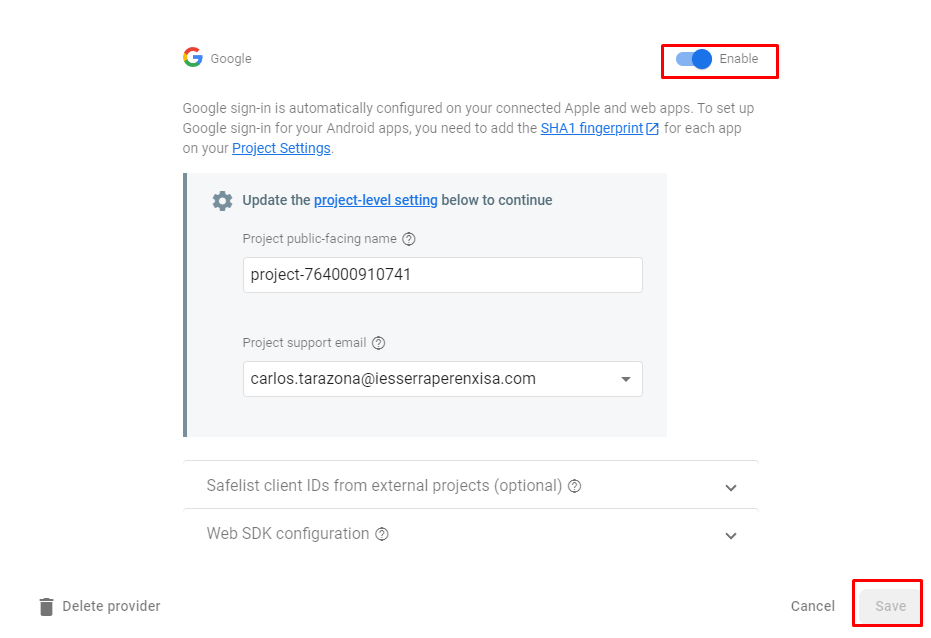 Google
Enable
Google sign-in is automatically configured on your connected Apple and web apps. To set up
Google sign-in for your Android apps, you need to add the SHA1 fingerprint for each app
on your Project Settings.
Update the project-level setting below to continue
Project public-facing name
project-764000910741
Project support email
carlos.tarazona@iesserraperenxisa.com
Safelist client IDs from external projects (optional)
Web SDK configuration
Delete provider
Cancel
Save